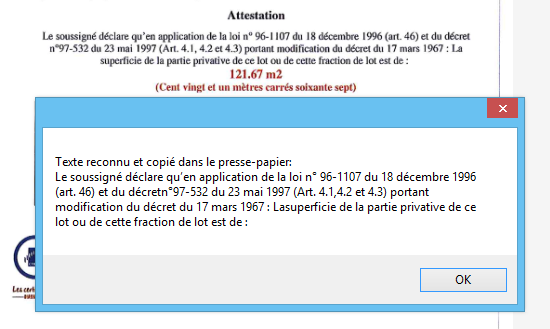 Attestation
Le soussigné déclare qu'en application de la loi n° 96-1107 du 18 décembre 1996 (art. 46) et du décret
n°97-532 du 23 mai 1997 (Art. 4.1, 4.2 et 4.3) portant modification du décret du 17 mars 1967 : La
superficie de la partie privative de ce lot ou de cette fraction de lot est de :
121.67 m2
(Cent vingt et un mètres carrés soixante sept)
Texte reconnu et copié dans le presse-papier:
Le soussigné déclare qu'en application de la loi n° 96-1107 du 18 décembre 1996
(art. 46) et du décretn°97-532 du 23 mai 1997 (Art. 4.1,4.2 et 4.3) portant
modification du décret du 17 mars 1967 : Lasuperficie de la partie privative de ce
lot ou de cette fraction de lot est de :
OK
Les cert